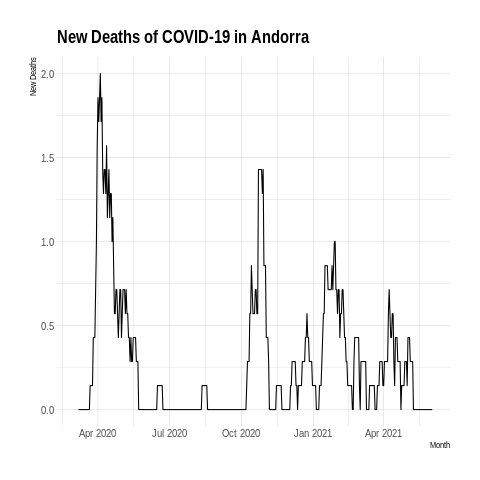 New Deaths of COVID-19 in Andorra
New Deaths
2.0
1.5
1.0
0.5
0.0
Apr 2020 Jul 2020 Oct 2020 Jan 2021 Apr 2021
Month